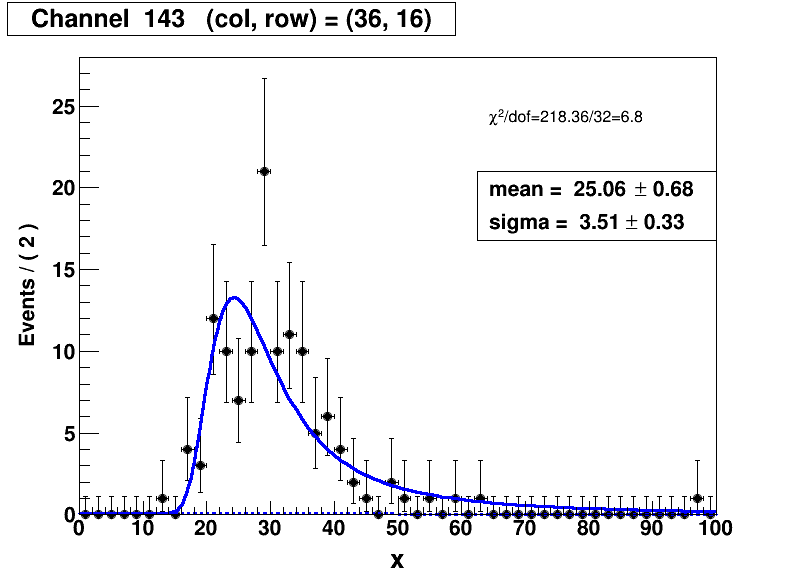 Channel 143 (col, row) = (36, 16)
χ²/dof=218.36/32=6.8
mean = 25.06 ± 0.68
sigma = 3.51 ± 0.33
Events / ( 2 )
25
20
15
10
5
0
0 10 20 30 40 50 60 70 80 90 100
x